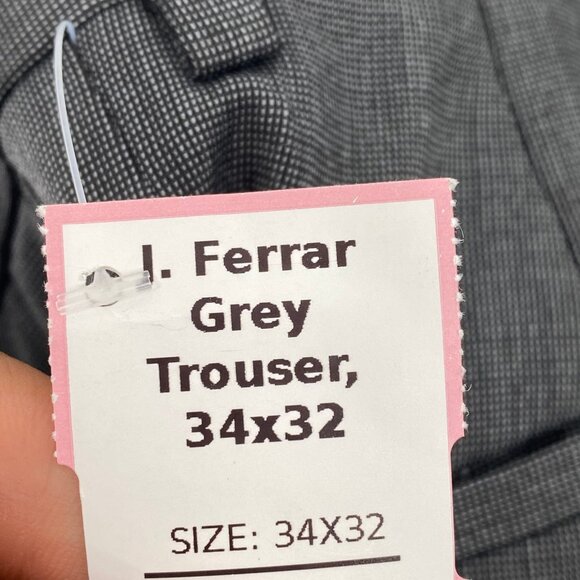 J. Ferrar
Grey
Trouser,
34x32
SIZE: 34X32